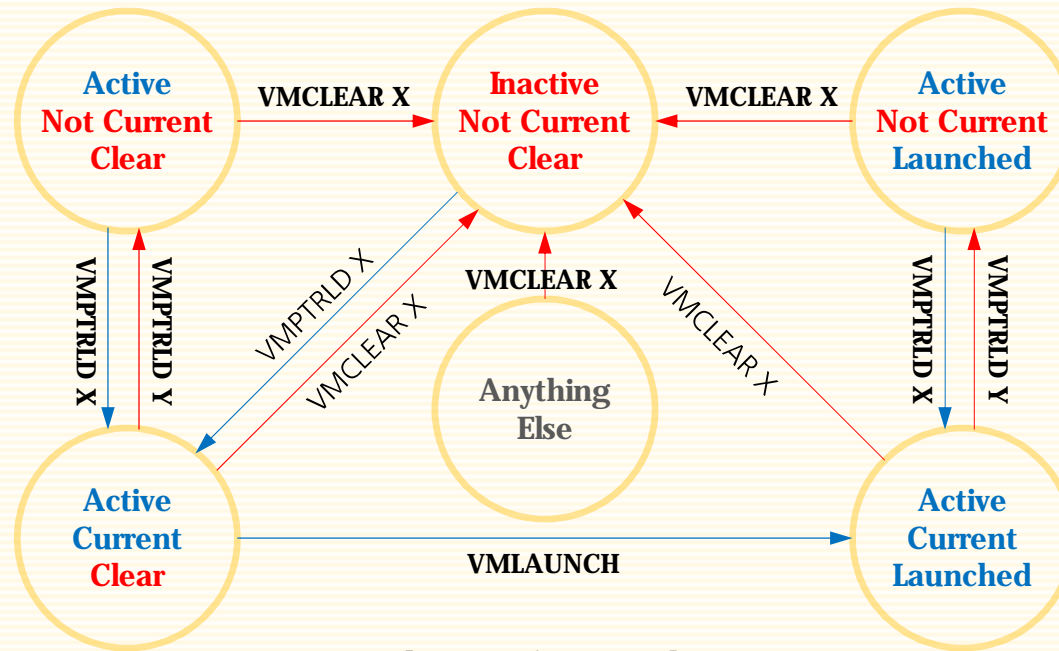 Active
Not Current
Clear
VMCLEAR X
Inactive
Not Current
Clear
VMCLEAR X
Active
Not Current
Launched
VMPTRLD X
VMPTRLD Y
VMPTRLD X
VMCLEAR X
VMCLEAR X
VMCLEAR X
VMPTRLD X
VMPTRLD Y
Anything
Else
Active
Current
Clear
VMLAUNCH
Active
Current
Launched